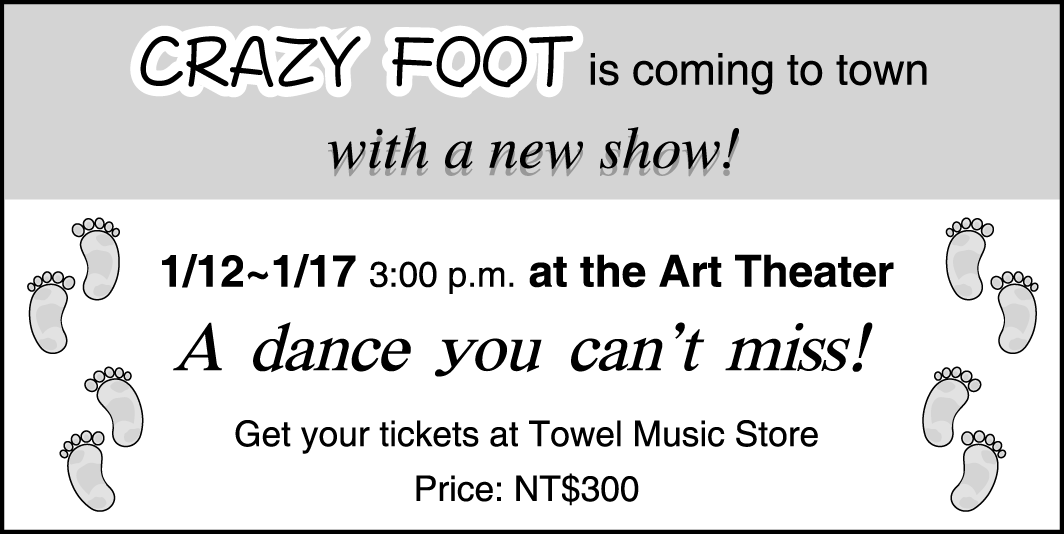 CRAZY FOOT is coming to town
with a new show!
1/12~1/17 3:00 p.m. at the Art Theater
A dance you can't miss!
Get your tickets at Towel Music Store
Price: NT$300